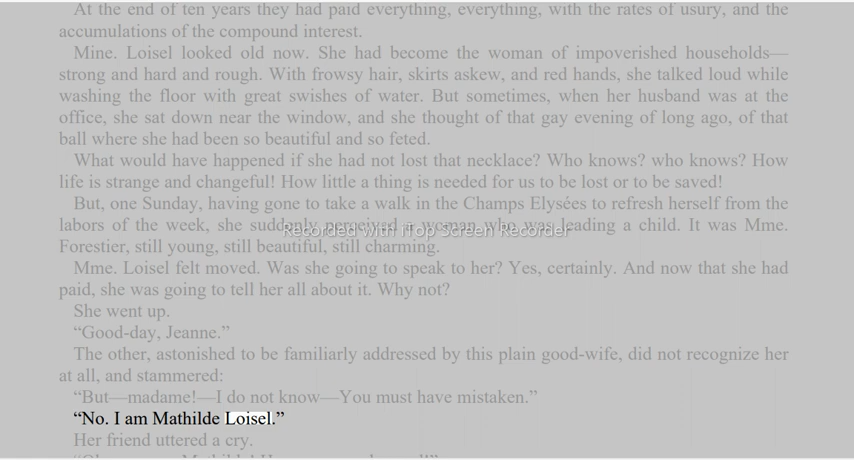 At the end of ten years they had paid everything, everything, with the rates of usury, and the
accumulations of the compound interest.
Mine. Loisel looked old now. She had become the woman of impoverished households—
strong and hard and rough. With frowsy hair, skirts askew, and red hands, she talked loud while
washing the floor with great swishes of water. But sometimes, when her husband was at the
office, she sat down near the window, and she thought of that gay evening of long ago, of that
ball where she had been so beautiful and so feted.
What would have happened if she had not lost that necklace? Who knows? who knows? How
life is strange and changeful! How little a thing is needed for us to be lost or to be saved!
But, one Sunday, having gone to take a walk in the Champs Elysées to refresh herself from the
labors of the week, she suddenly perceived a woman who was leading a child. It was Mme.
Recorded with iTop Screen Recorder
Forestier, still young, still beautiful, still charming.
Mme. Loisel felt moved. Was she going to speak to her? Yes, certainly. And now that she had
paid, she was going to tell her all about it. Why not?
She went up.
“Good-day, Jeanne.”
The other, astonished to be familiarly addressed by this plain good-wife, did not recognize her
at all, and stammered:
“But—madame!—I do not know—You must have mistaken.”
“No. I am Mathilde Loisel.”
Her friend uttered a cry.